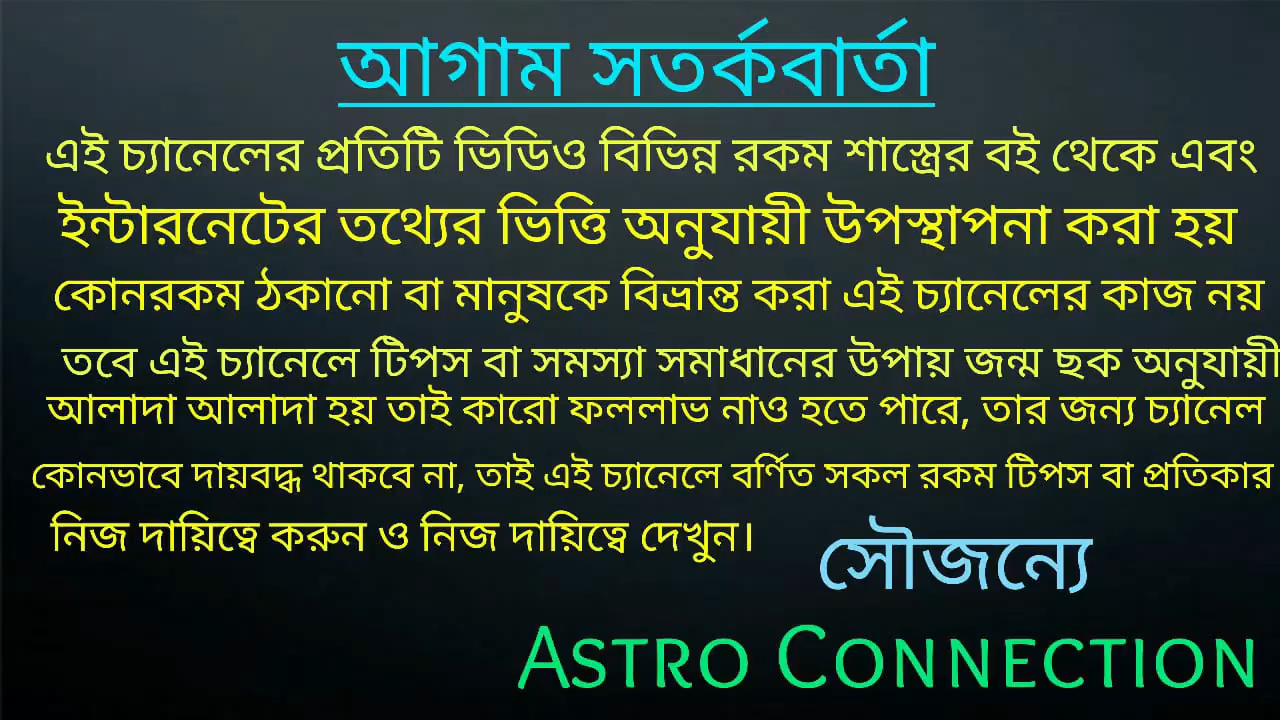 আগাম সতর্কবার্তা
এই চ্যানেলের প্রতিটি ভিডিও বিভিন্ন রকম শাস্ত্রের বই থেকে এবং
ইন্টারনেটের তথ্যের ভিত্তি অনুযায়ী উপস্থাপনা করা হয়
কোনরকম ঠকানো বা মানুষকে বিভ্রান্ত করা এই চ্যানেলের কাজ নয়
তবে এই চ্যানেলে টিপস বা সমস্যা সমাধানের উপায় জন্ম ছক অনুযায়ী
আলাদা আলাদা হয় তাই কারো ফললাভ নাও হতে পারে, তার জন্য চ্যানেল
কোনভাবে দায়বদ্ধ থাকবে না, তাই এই চ্যানেলে বর্ণিত সকল রকম টিপস বা প্রতিকার
নিজ দায়িত্বে করুন ও নিজ দায়িত্বে দেখুন।
সৌজন্যে
Astro Connection